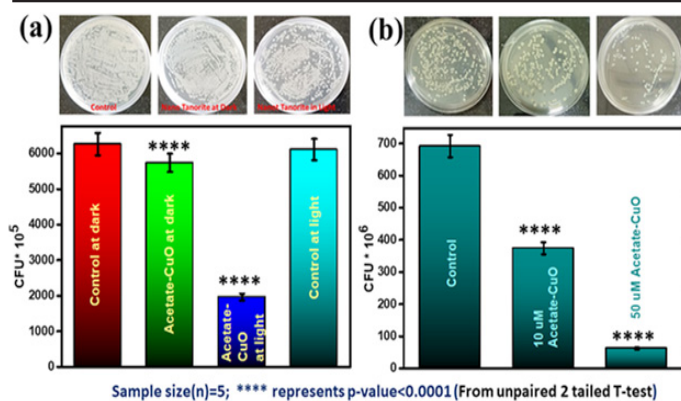 (a)
Control
Tanorite at Dark
Tanorite in Light
CFU* 10^5
6000
5000
4000
3000
2000
1000
0
Control at dark
****
Acetate-CuO at dark
****
Acetate-
CuO
at light
Control at light
(b)
CFU* 10^6
700
600
500
400
300
200
100
0
Control
****
10 uM
Acetate-CuO
50 uM Acetate-CuO
****
Sample size(n)=5; **** represents p-value<0.0001 (From unpaired 2 tailed T-test)